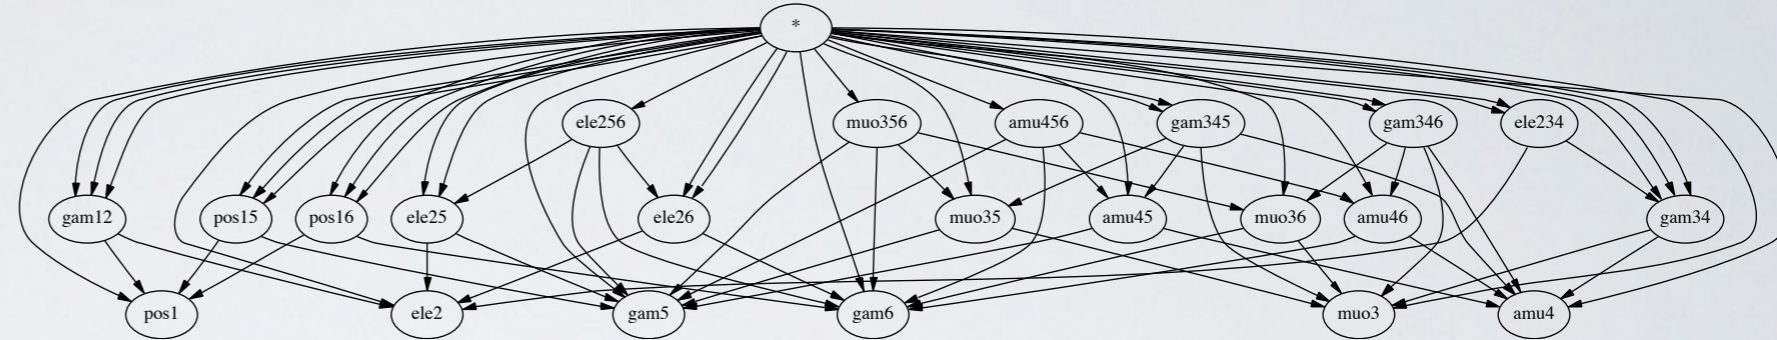 *
ele256 muo356 amu456 gam345 gam346 ele234
gam12 pos15 pos16 ele25 ele26 muo35 amu45 muo36 amu46 gam34
pos1 ele2 gam5 gam6 muo3 amu4